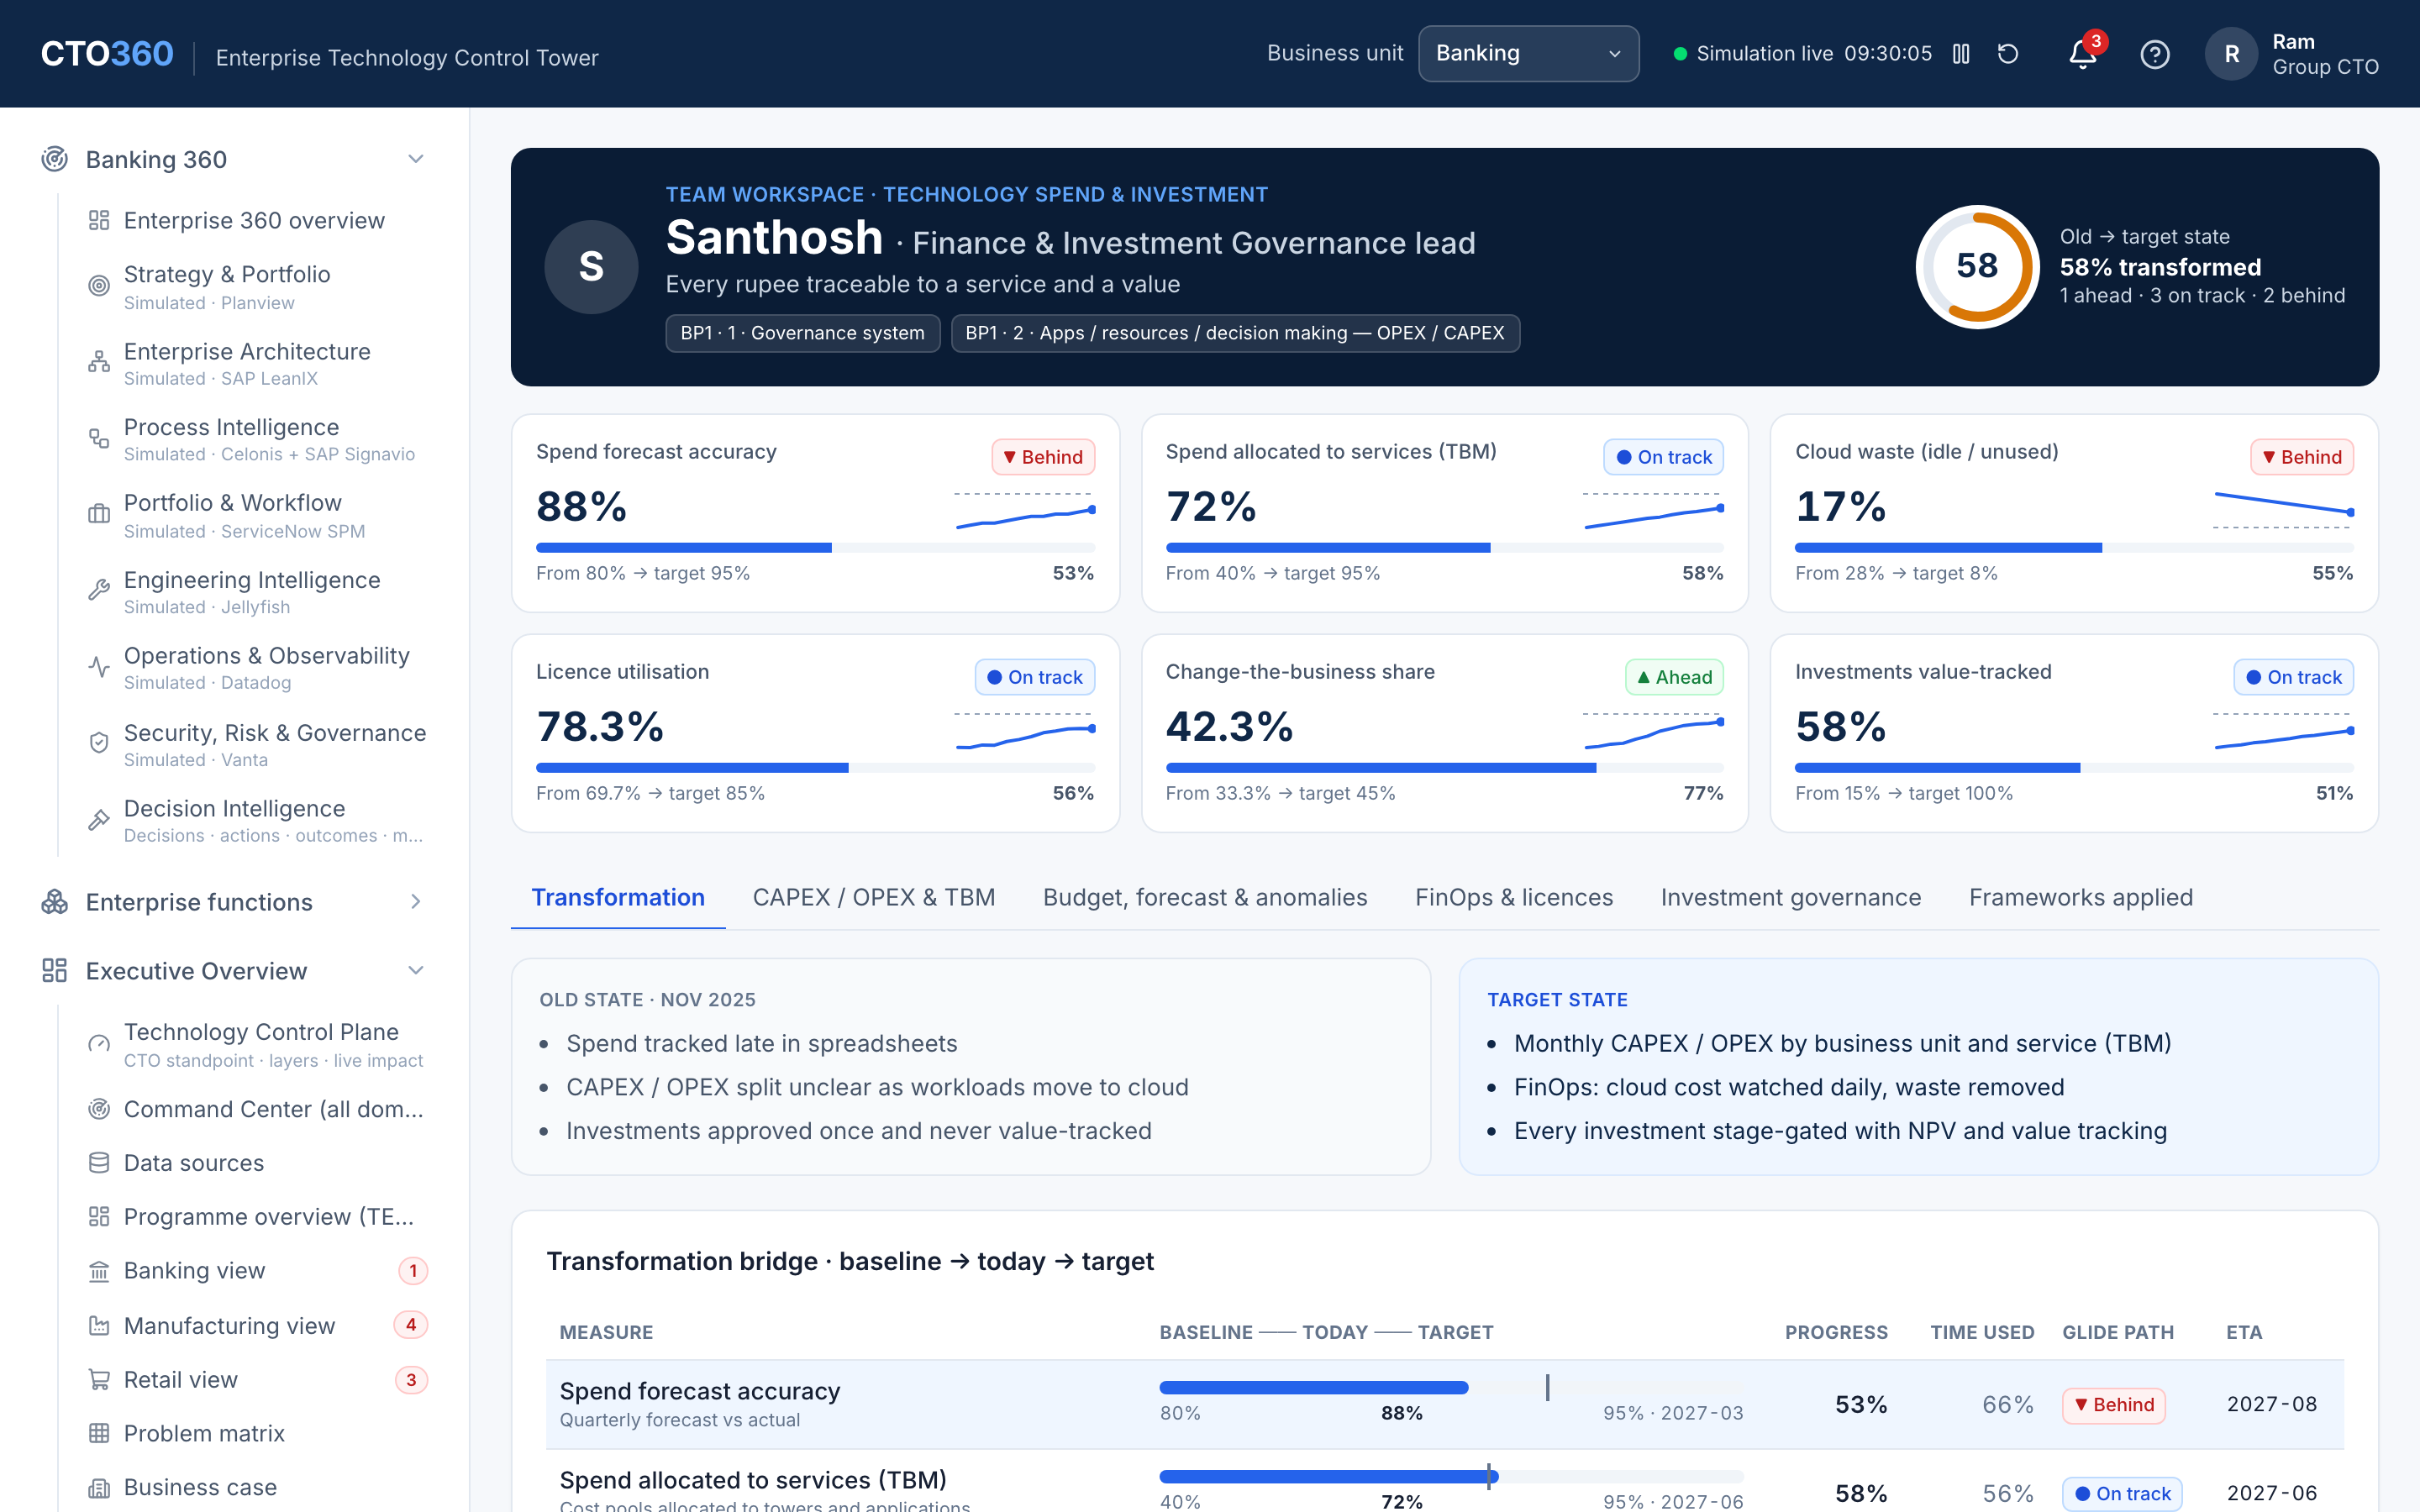 CTO360
Enterprise Technology Control Tower
Business unit
Banking
Simulation live 09:30:05
3
R
Ram
Group CTO
Banking 360
Enterprise 360 overview
Strategy & Portfolio
Simulated · Planview
Enterprise Architecture
Simulated · SAP LeanIX
Process Intelligence
Simulated · Celonis + SAP Signavio
Portfolio & Workflow
Simulated · ServiceNow SPM
Engineering Intelligence
Simulated · Jellyfish
Operations & Observability
Simulated · Datadog
Security, Risk & Governance
Simulated · Vanta
Decision Intelligence
Decisions · actions · outcomes · m...
Enterprise functions
Executive Overview
Technology Control Plane
CTO standpoint · layers · live impact
Command Center (all dom...
Data sources
Programme overview (TE...
Banking view 1
Manufacturing view 4
Retail view 3
Problem matrix
Business case
S
TEAM WORKSPACE · TECHNOLOGY SPEND & INVESTMENT
Santhosh · Finance & Investment Governance lead
Every rupee traceable to a service and a value
BP1 · 1 · Governance system
BP1 · 2 · Apps / resources / decision making — OPEX / CAPEX
58
Old → target state
58% transformed
1 ahead · 3 on track · 2 behind
Spend forecast accuracy
▼ Behind
88%
From 80% → target 95%
53%
Spend allocated to services (TBM)
On track
72%
From 40% → target 95%
58%
Cloud waste (idle / unused)
▼ Behind
17%
From 28% → target 8%
55%
Licence utilisation
On track
78.3%
From 69.7% → target 85%
56%
Change-the-business share
▲ Ahead
42.3%
From 33.3% → target 45%
77%
Investments value-tracked
On track
58%
From 15% → target 100%
51%
Transformation
CAPEX / OPEX & TBM
Budget, forecast & anomalies
FinOps & licences
Investment governance
Frameworks applied
OLD STATE · NOV 2025
• Spend tracked late in spreadsheets
• CAPEX / OPEX split unclear as workloads move to cloud
• Investments approved once and never value-tracked
TARGET STATE
• Monthly CAPEX / OPEX by business unit and service (TBM)
• FinOps: cloud cost watched daily, waste removed
• Every investment stage-gated with NPV and value tracking
Transformation bridge · baseline → today → target
MEASURE BASELINE —— TODAY —— TARGET PROGRESS TIME USED GLIDE PATH ETA
Spend forecast accuracy
Quarterly forecast vs actual
80% 88% 95% · 2027-03
53% 66% ▼ Behind 2027-08
Spend allocated to services (TBM)
Cost pools allocated to towers and applications
40% 72% 95% · 2027-06
58% 56% On track 2027-06